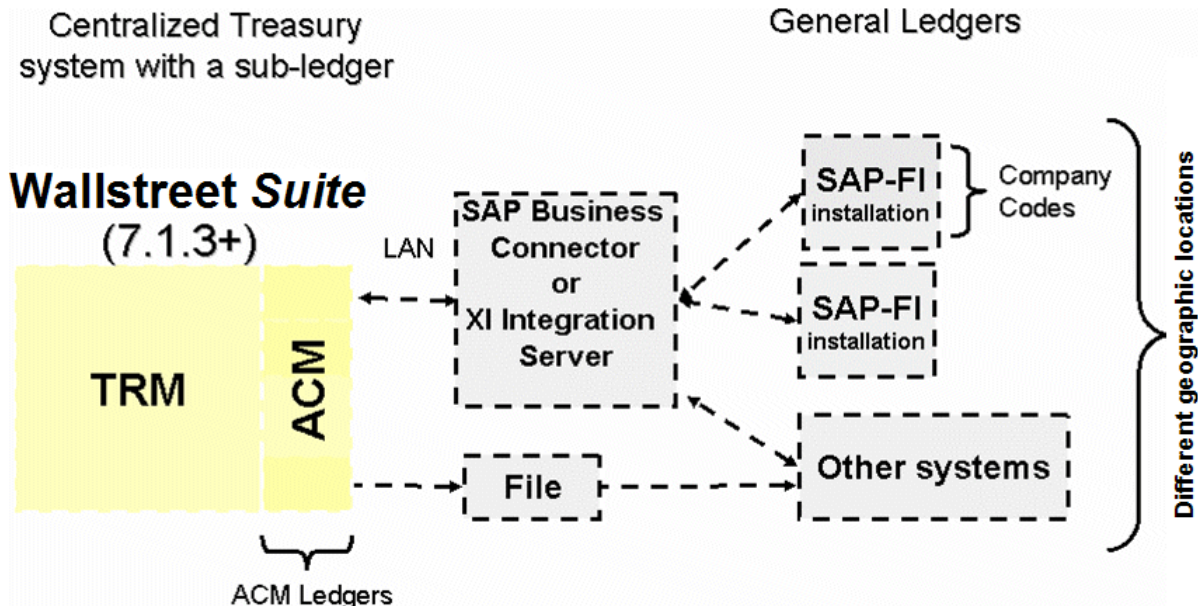 Centralized Treasury
system with a sub-ledger
General Ledgers
Wallstreet Suite
(7.1.3+)
TRM
ACM
ACM Ledgers
LAN
SAP Business
Connector
or
XI Integration
Server
File
SAP-FI
installation
Company
Codes
SAP-FI
installation
Other systems
Different geographic locations